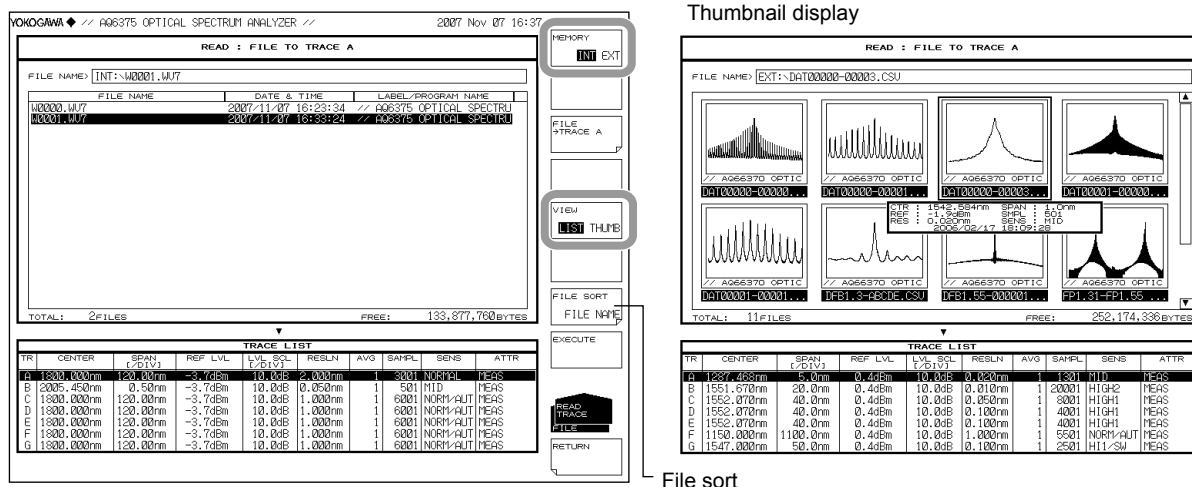 YOKOGAWA ◆ // AQ6375 OPTICAL SPECTRUM ANALYZER // 2007 Nov 07 16:37
READ : FILE TO TRACE A
FILE NAME> INT:\W0001.WV7
FILE NAME DATE & TIME LABEL/PROGRAM NAME
W0000.WV7 2007/11/07 16:23:34 // AQ6375 OPTICAL SPECTRU
W0001.WV7 2007/11/07 16:33:24 // AQ6375 OPTICAL SPECTRU
TOTAL: 2FILES FREE: 133,877,760BYTES
▼
TRACE LIST
TR CENTER SPAN [/DIV] REF LVL LVL SCL [/DIV] RESLN AVG SAMPL SENS ATTR
A 1800.000nm 120.00nm -3.7dBm 10.0dB 2.000nm 1 3001 NORMAL MEAS
B 2005.450nm 0.50nm -3.7dBm 10.0dB 0.050nm 1 501 MID MEAS
C 1800.000nm 120.00nm -3.7dBm 10.0dB 1.000nm 1 6001 NORM/AUT MEAS
D 1800.000nm 120.00nm -3.7dBm 10.0dB 1.000nm 1 6001 NORM/AUT MEAS
E 1800.000nm 120.00nm -3.7dBm 10.0dB 1.000nm 1 6001 NORM/AUT MEAS
F 1800.000nm 120.00nm -3.7dBm 10.0dB 1.000nm 1 6001 NORM/AUT MEAS
G 1800.000nm 120.00nm -3.7dBm 10.0dB 1.000nm 1 6001 NORM/AUT MEAS
MEMORY
INT EXT
FILE
→TRACE A
VIEW
LIST THUMB
FILE SORT
FILE NAME
EXECUTE
READ
TRACE
FILE
RETURN
File sort
Thumbnail display
READ : FILE TO TRACE A
FILE NAME> EXT:\DAT00000-00003.CSV
// AQ66370 OPTIC // AQ66370 OPTIC // AQ66370 OPTIC // AQ66370 OPTIC
DAT00000-00000... DAT00000-00001... DAT00000-00003... DAT00001-00000...
CTR : 1542.584nm SPAN : 1.0nm
REF : -1.9dBm SMPL : 501
RES : 0.020nm SENS : MID
2006/02/17 18:09:28
// AQ66370 OPTIC // AQ66370 OPTIC // AQ66370 OPTIC // AQ66370 OPTIC
DAT00001-00001... DFB1.3-ABCDE.CSV DFB1.55-000001... FP1.31-FP1.55 ...
TOTAL: 11FILES FREE: 252,174,336BYTES
▼
TRACE LIST
TR CENTER SPAN [/DIV] REF LVL LVL SCL [/DIV] RESLN AVG SAMPL SENS ATTR
A 1287.468nm 5.0nm 0.4dBm 10.0dB 0.020nm 1 1301 MID MEAS
B 1551.670nm 20.0nm 0.4dBm 10.0dB 0.010nm 1 20001 HIGH2 MEAS
C 1552.070nm 40.0nm 0.4dBm 10.0dB 0.050nm 1 8001 HIGH1 MEAS
D 1552.070nm 40.0nm 0.4dBm 10.0dB 0.100nm 1 4001 HIGH1 MEAS
E 1552.070nm 40.0nm 0.4dBm 10.0dB 0.100nm 1 4001 HIGH1 MEAS
F 1150.000nm 1100.0nm 0.4dBm 10.0dB 1.000nm 1 5501 NORM/AUT MEAS
G 1547.000nm 50.0nm 0.4dBm 10.0dB 0.100nm 1 2501 HI1/SW MEAS